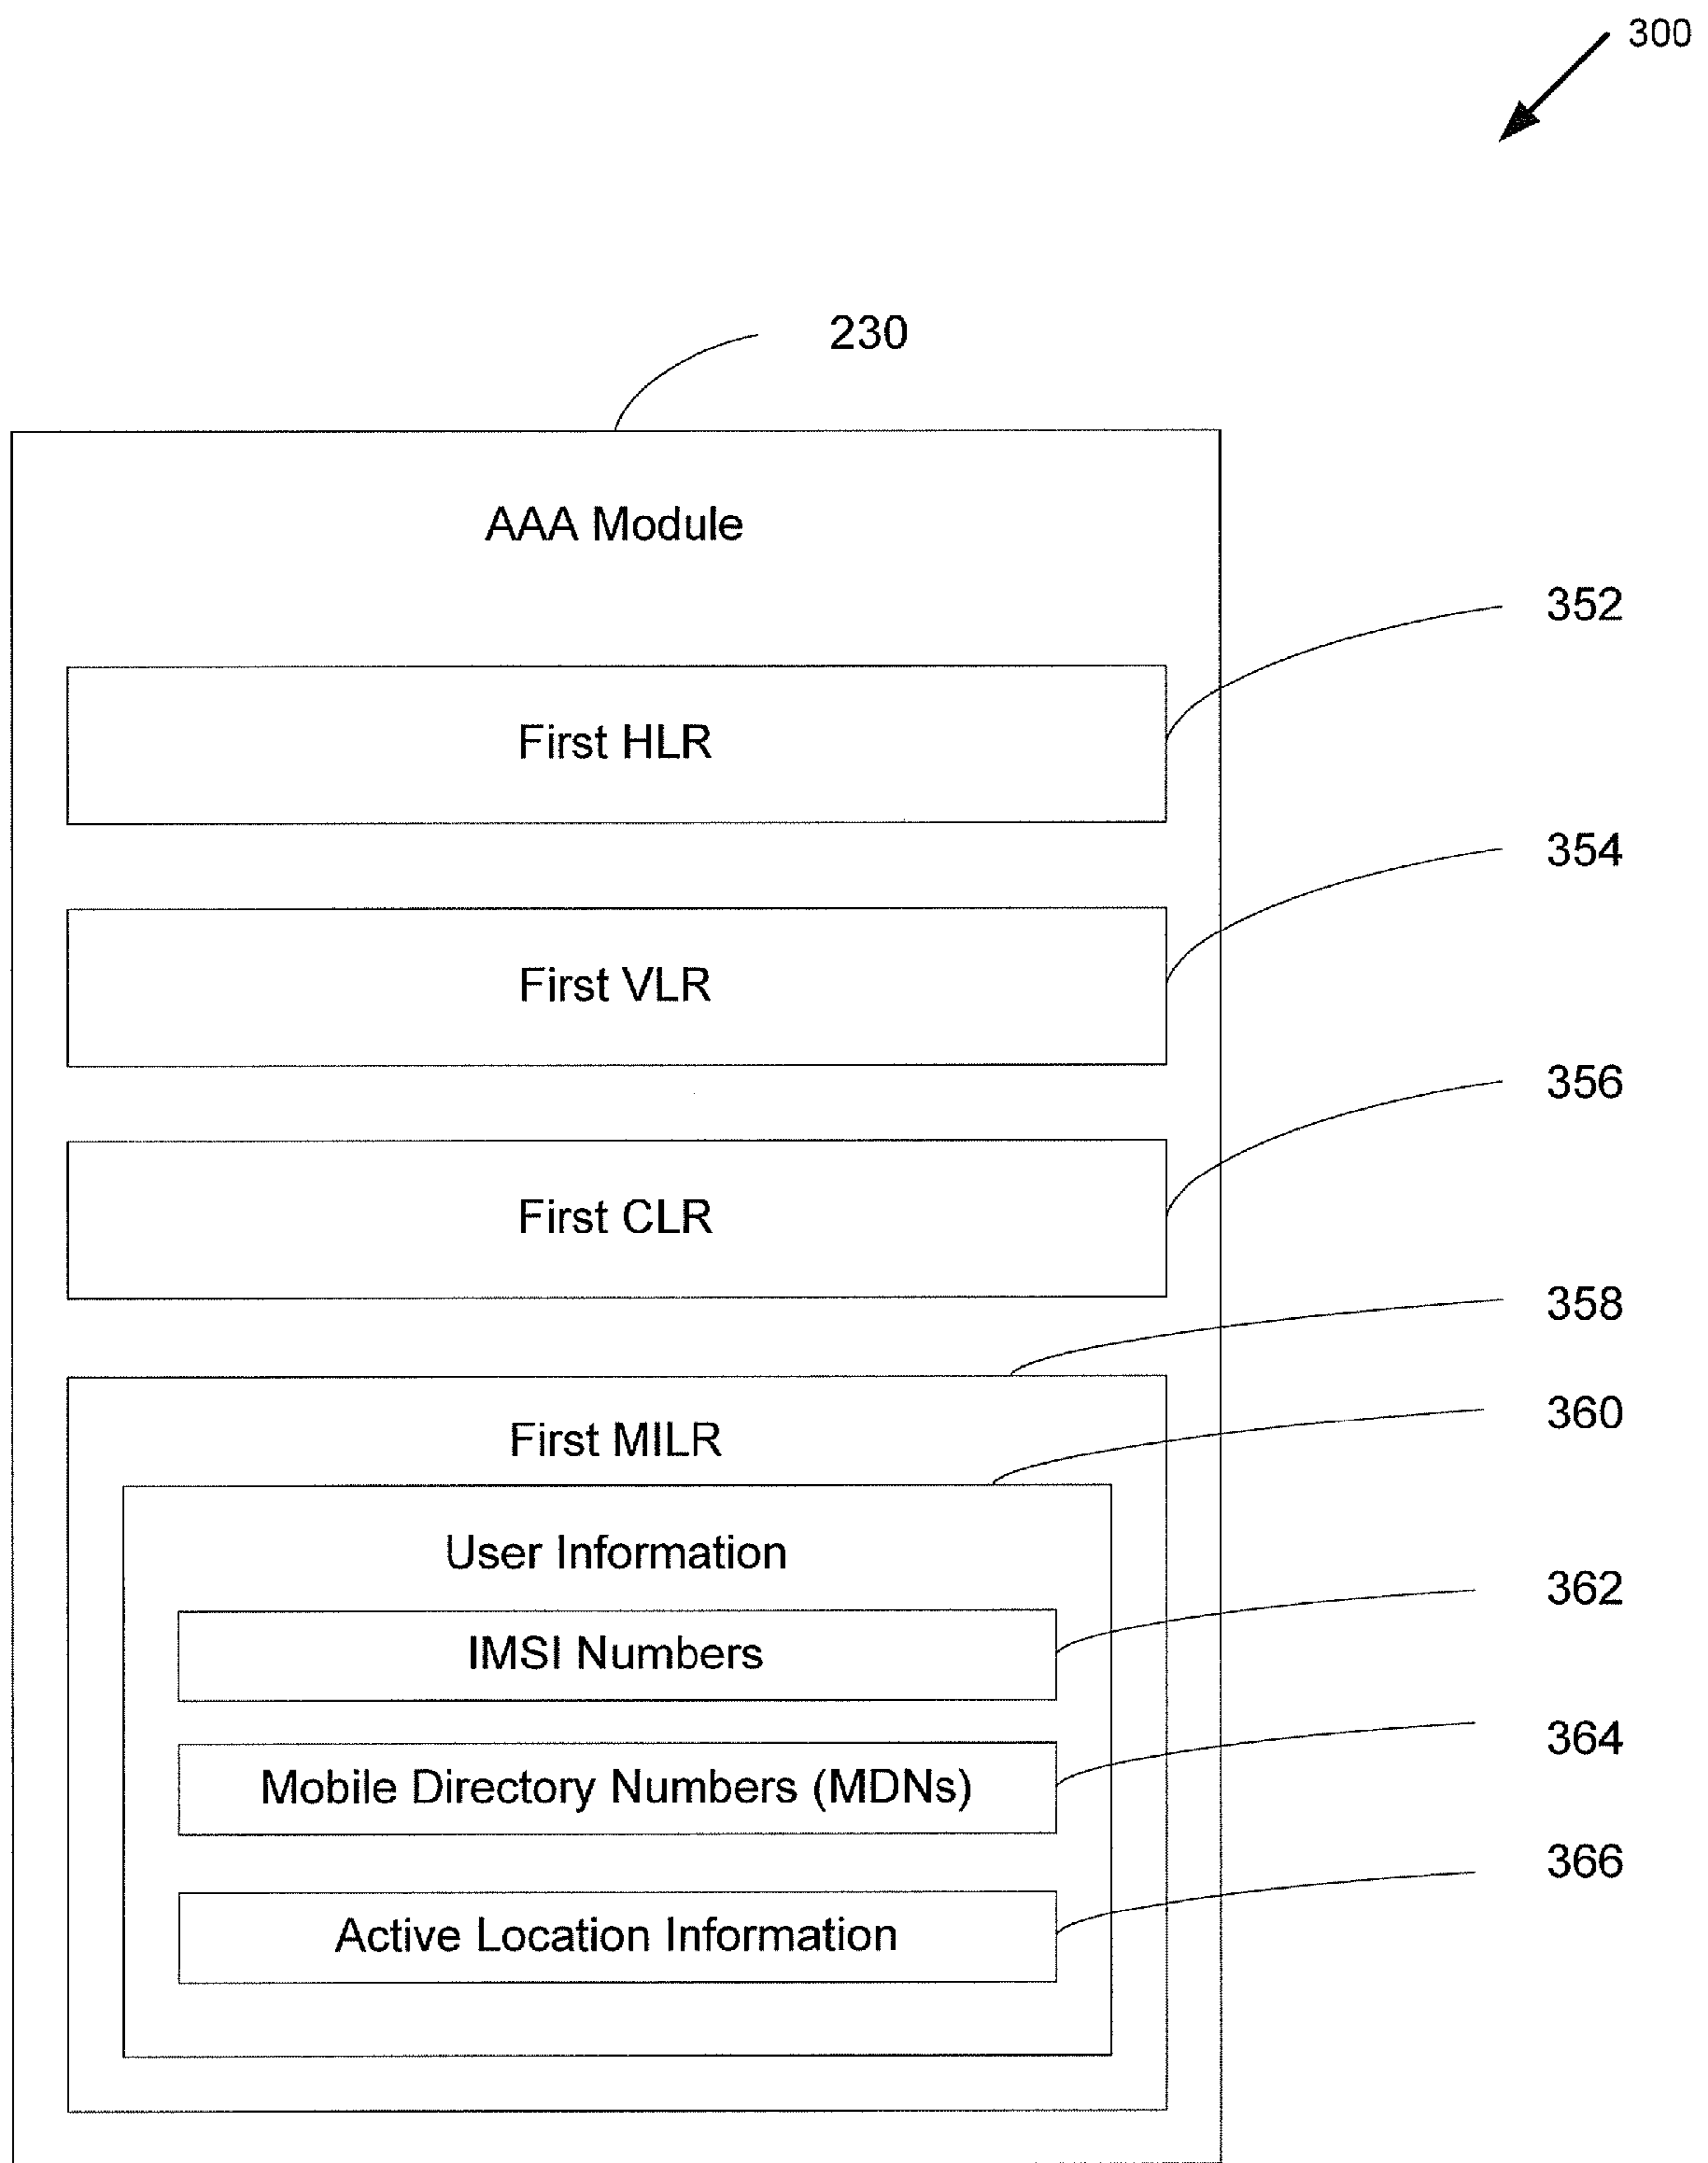 300
230
AAA Module
352
First HLR
354
First VLR
356
First CLR
358
360
First MILR
User Information
362
IMSI Numbers
364
Mobile Directory Numbers (MDNs)
366
Active Location Information